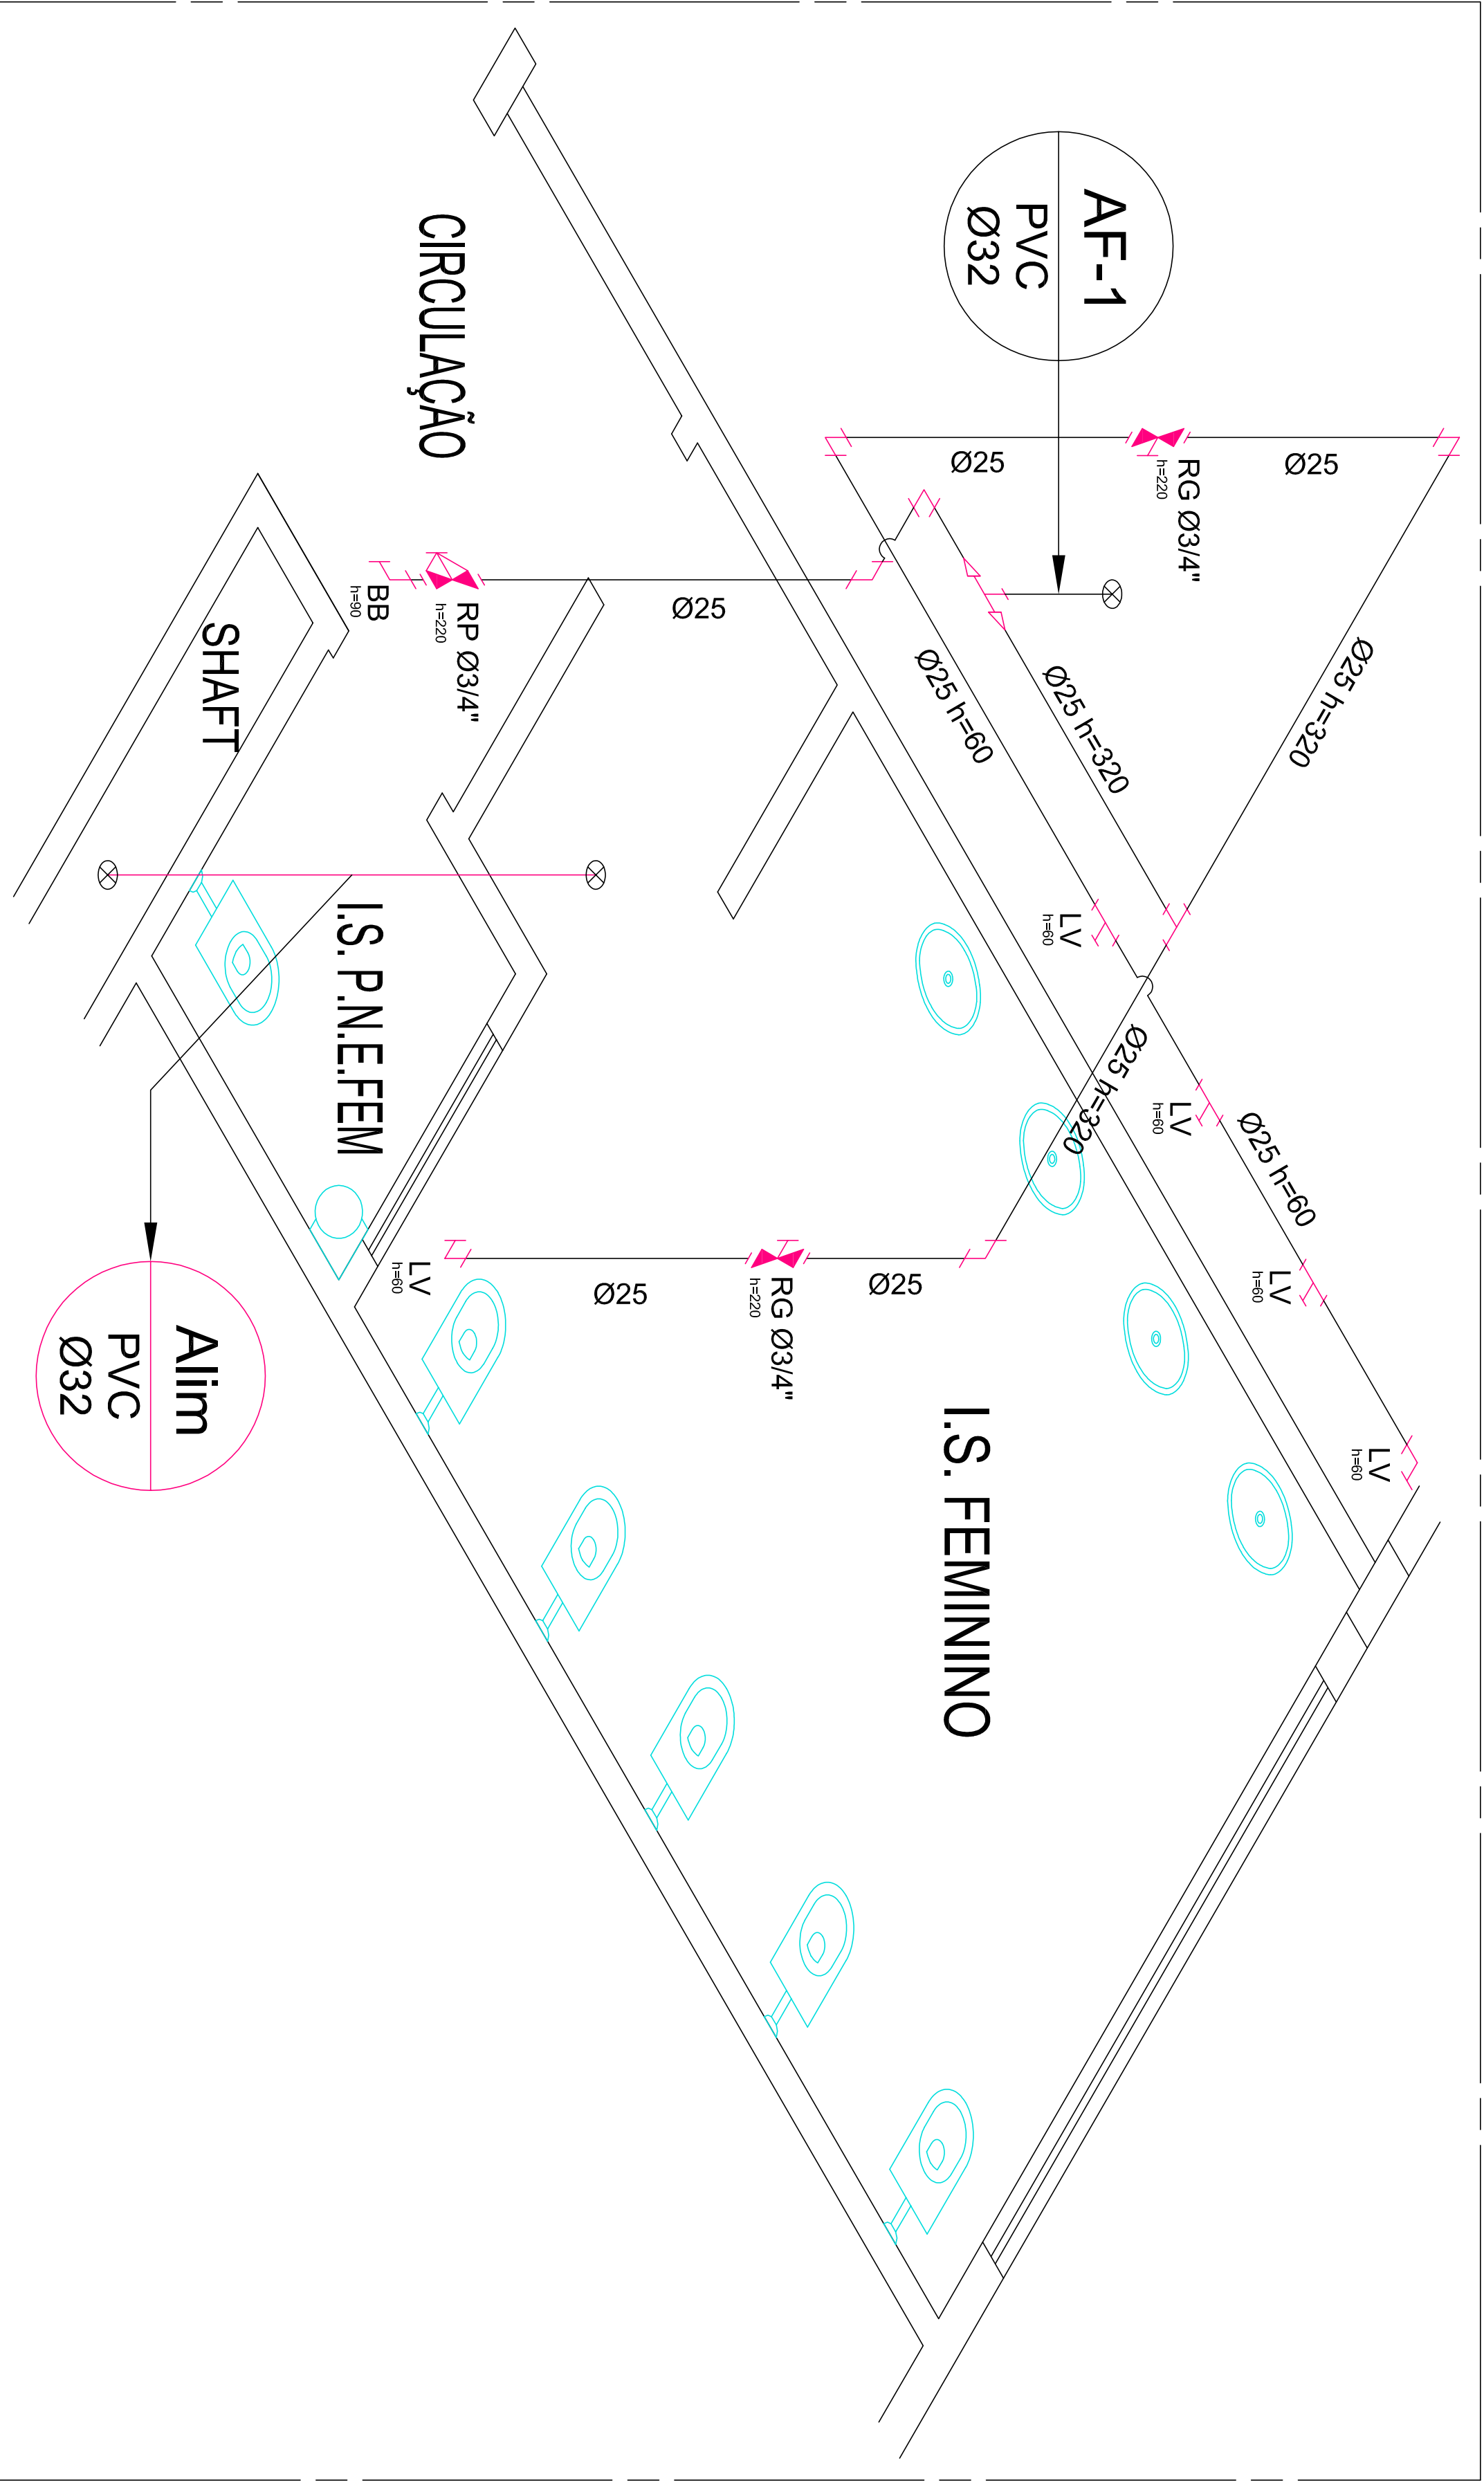 AF-1
PVC
Ø32
Ø25
RG Ø3/4"
h=220
Ø25
Ø25 h=320
Ø25 h=320
Ø25 h=60
CIRCULAÇÃO
Ø25
RP Ø3/4"
h=220
BB
h=90
SHAFT
LV
h=60
Ø25 h=320
LV
h=60
Ø25 h=60
LV
h=60
LV
h=60
I.S. P.N.E.FEM
Ø25
RG Ø3/4"
h=220
Ø25
LV
h=60
I.S. FEMININO
Alim
PVC
Ø32